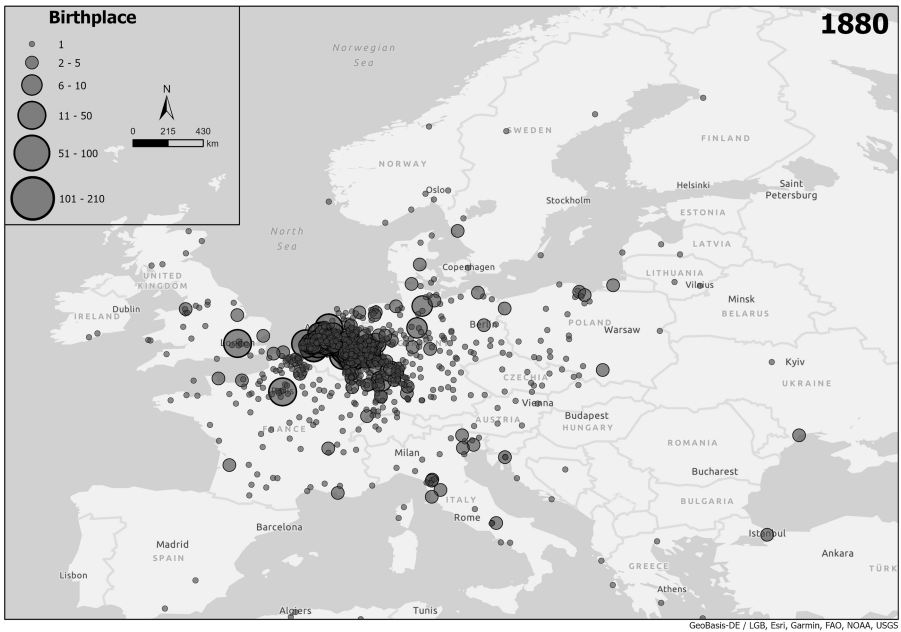 Birthplace
1
2 - 5
6 - 10
11 - 50
51 - 100
101 - 210
N
0 215 430
km
1880
Norwegian
Sea
SWEDEN
FINLAND
NORWAY
Oslo
Helsinki
Saint
Petersburg
Stockholm
ESTONIA
North
Sea
LATVIA
Copenhagen
UNITED
KINGDOM
LITHUANIA
Vilnius
Dublin
IRELAND
Minsk
BELARUS
POLAND
Warsaw
Berlin
London
Kyiv
UKRAINE
CZECHIA
Vienna
AUSTRIA
Budapest
HUNGARY
FRANCE
ROMANIA
Milan
Bucharest
ITALY
BULGARIA
Rome
Barcelona
Istanbul
Madrid
SPAIN
Ankara
GREECE
TÜRK
Lisbon
Athens
Algiers
Tunis
GeoBasis-DE / LGB, Esri, Garmin, FAO, NOAA, USGS